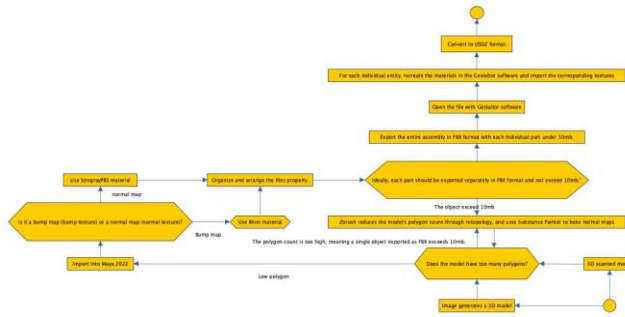 Convert to USDZ format
For each individual entity, recreate the materials in the Gestaltor software and import the corresponding textures
Open the file with Gestaltor software
Export the entire assembly in FBX format with each individual part under 10mb.
Use StingrayPBS material
Organize and arrange the files properly.
Ideally, each part should be exported separately in FBX format and not exceed 10mb."
normal map
The object exceed 10mb
Is it a bump map (bump texture) or a normal map (normal texture)?
Use Blinn material
Zbrush reduces the model's polygon count through retopology, and uses Substance Painter to bake normal maps
Bump map
The polygon count is too high, meaning a single object exported as FBX exceeds 10mb.
Import into Maya 2022
Does the model have too many polygons?
3D scanned mo
Low polygon
Image generates a 3D model